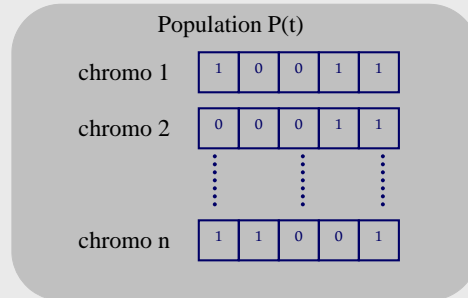 Population P(t)
chromo 1 1 0 0 1 1
chromo 2 0 0 0 1 1
chromo n 1 1 0 0 1